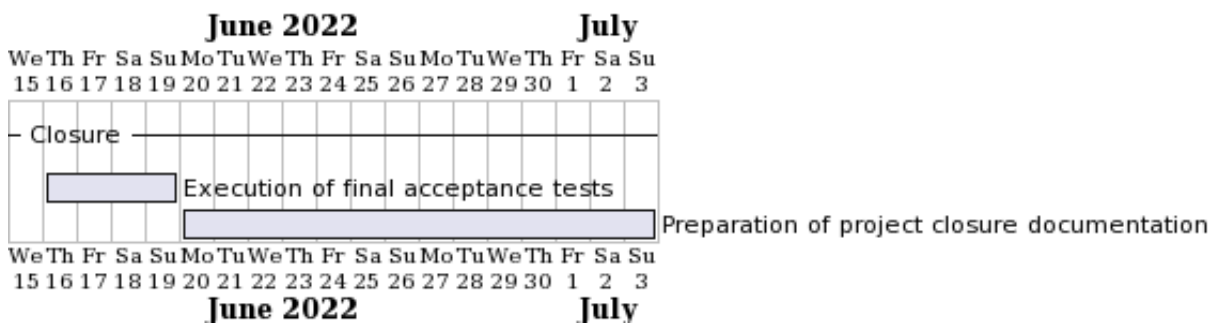 June 2022 July
We Th Fr Sa Su Mo Tu We Th Fr Sa Su Mo Tu We Th Fr Sa Su
15 16 17 18 19 20 21 22 23 24 25 26 27 28 29 30 1 2 3
Closure
Execution of final acceptance tests
Preparation of project closure documentation
We Th Fr Sa Su Mo Tu We Th Fr Sa Su Mo Tu We Th Fr Sa Su
15 16 17 18 19 20 21 22 23 24 25 26 27 28 29 30 1 2 3
June 2022 July